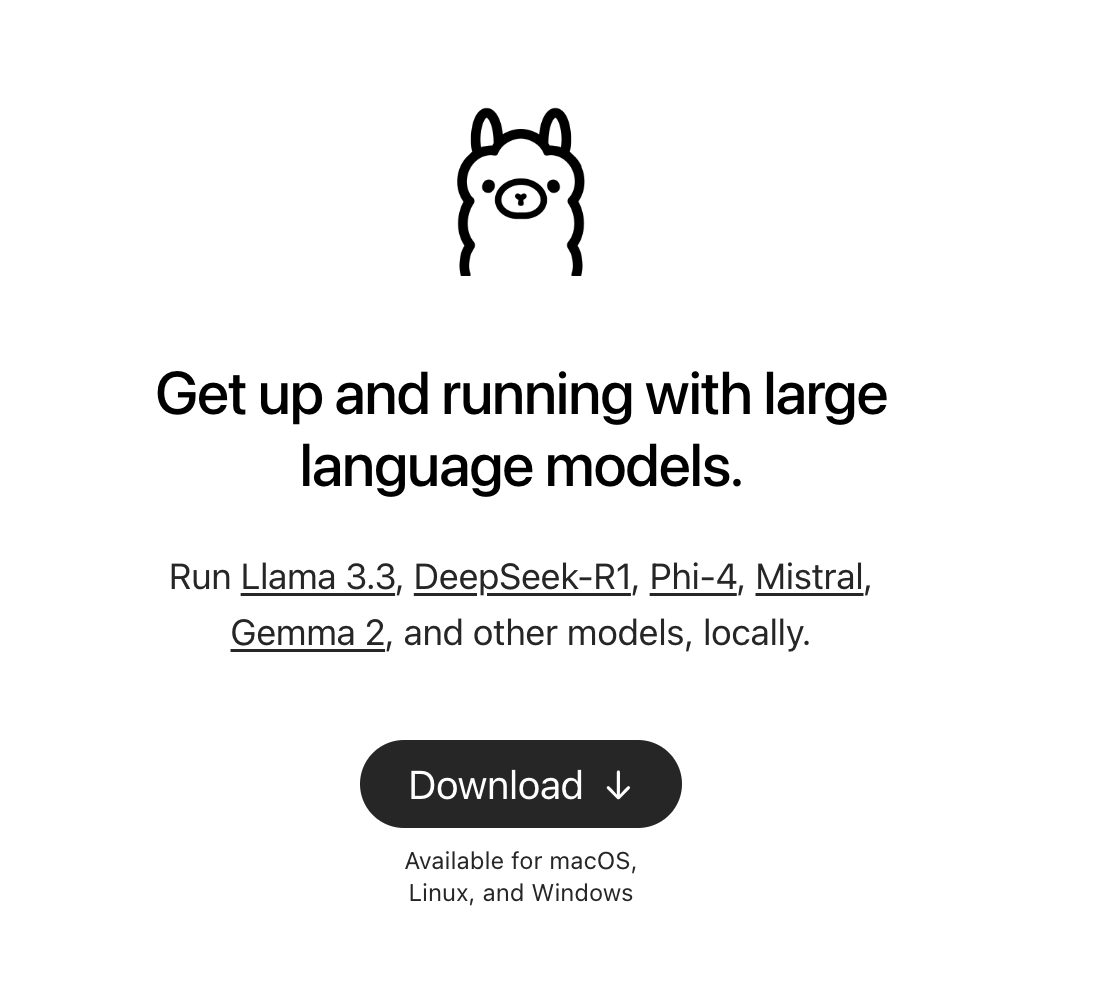 Get up and running with large
language models.
Run Llama 3.3, DeepSeek-R1, Phi-4, Mistral,
Gemma 2, and other models, locally.
Download ↓
Available for macOS,
Linux, and Windows